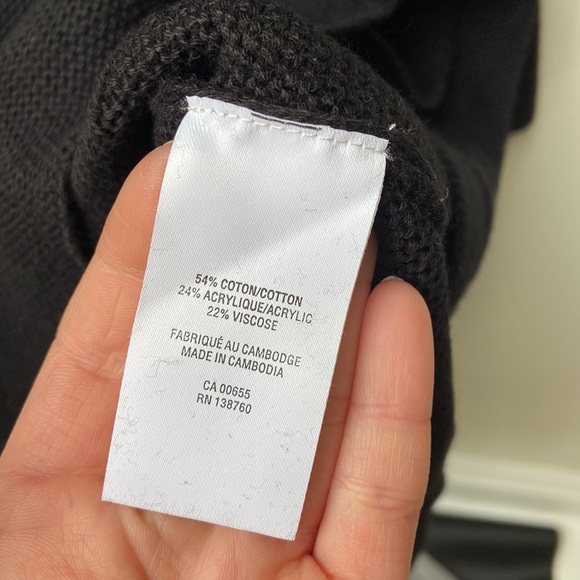 54% COTON/COTTON
24% ACRYLIQUE/ACRYLIC
22% VISCOSE
FABRIQUÉ AU CAMBODGE
MADE IN CAMBODIA
CA 00655
RN 138760